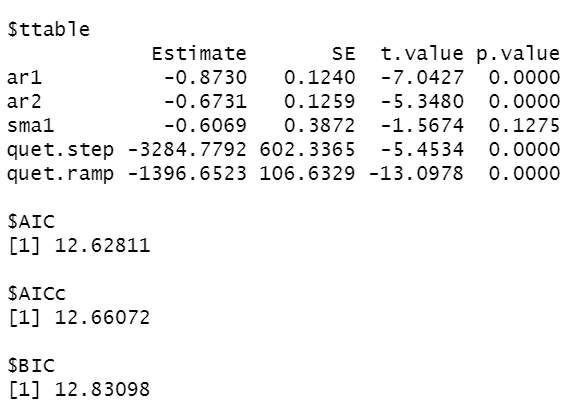 $ttable
Estimate SE t.value p.value
ar1 -0.8730 0.1240 -7.0427 0.0000
ar2 -0.6731 0.1259 -5.3480 0.0000
sma1 -0.6069 0.3872 -1.5674 0.1275
quet.step -3284.7792 602.3365 -5.4534 0.0000
quet.ramp -1396.6523 106.6329 -13.0978 0.0000
$AIC
[1] 12.62811
$AICc
[1] 12.66072
$BIC
[1] 12.83098